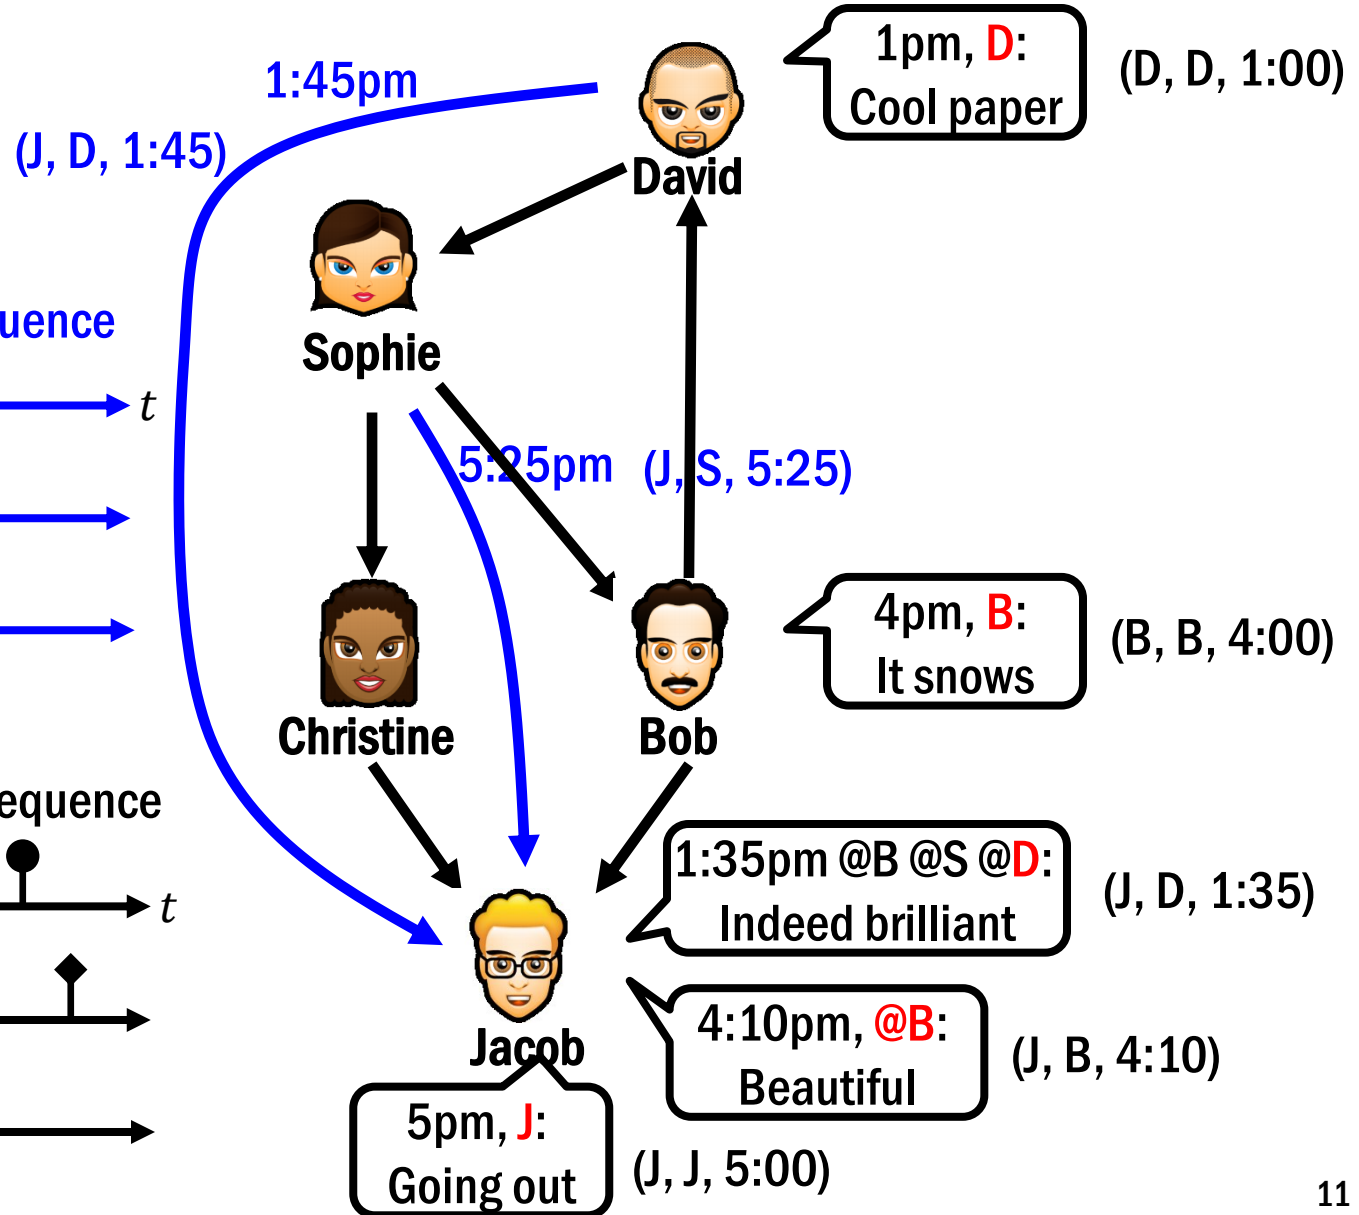 1pm, D:
Cool paper
(D, D, 1:00)
1:45pm
(J, D, 1:45)
David
uence
Sophie
t
5:25pm (J, S, 5:25)
4pm, B:
It snows
(B, B, 4:00)
Christine
Bob
equence
t
1:35pm @B @S @D:
Indeed brilliant
(J, D, 1:35)
Jacob
4:10pm, @B:
Beautiful
(J, B, 4:10)
5pm, J:
Going out
(J, J, 5:00)
11